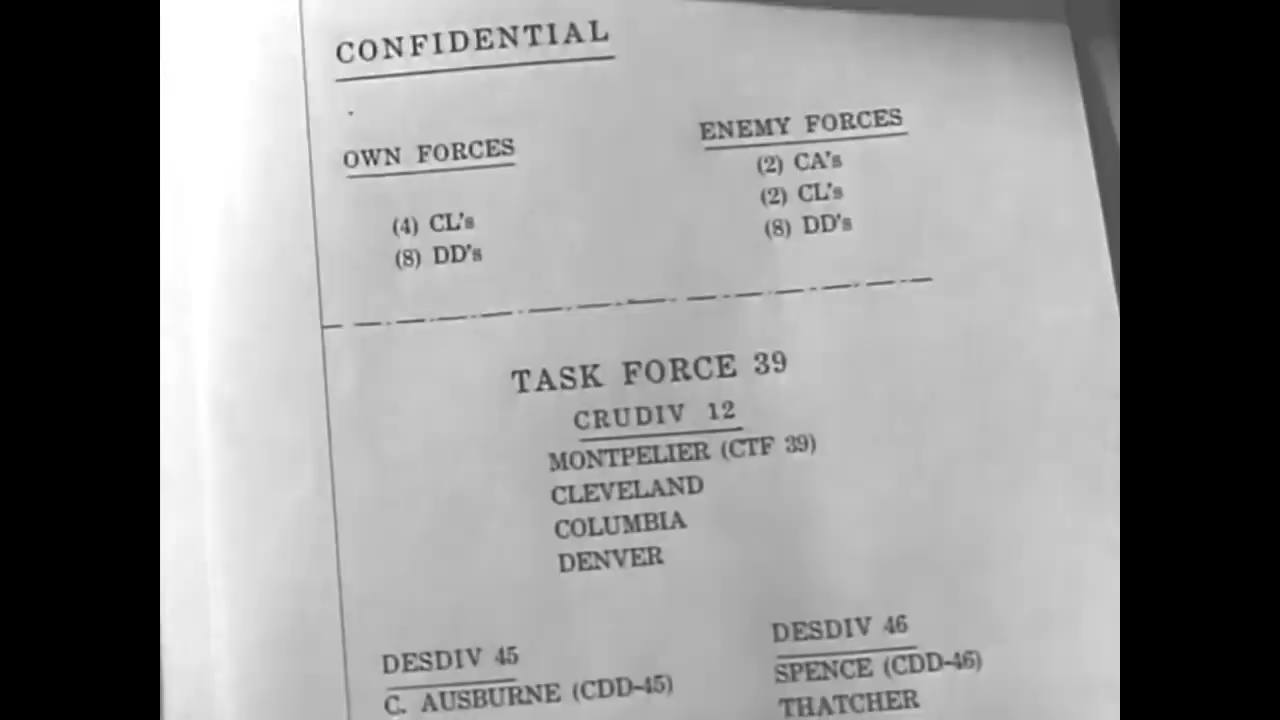 CONFIDENTIAL
OWN FORCES
(4) CL's
(8) DD's
ENEMY FORCES
(2) CA's
(2) CL's
(8) DD's
TASK FORCE 39
CRUDIV 12
MONTPELIER (CTF 39)
CLEVELAND
COLUMBIA
DENVER
DESDIV 45
C. AUSBURNE (CDD-45)
DESDIV 46
SPENCE (CDD-46)
THATCHER